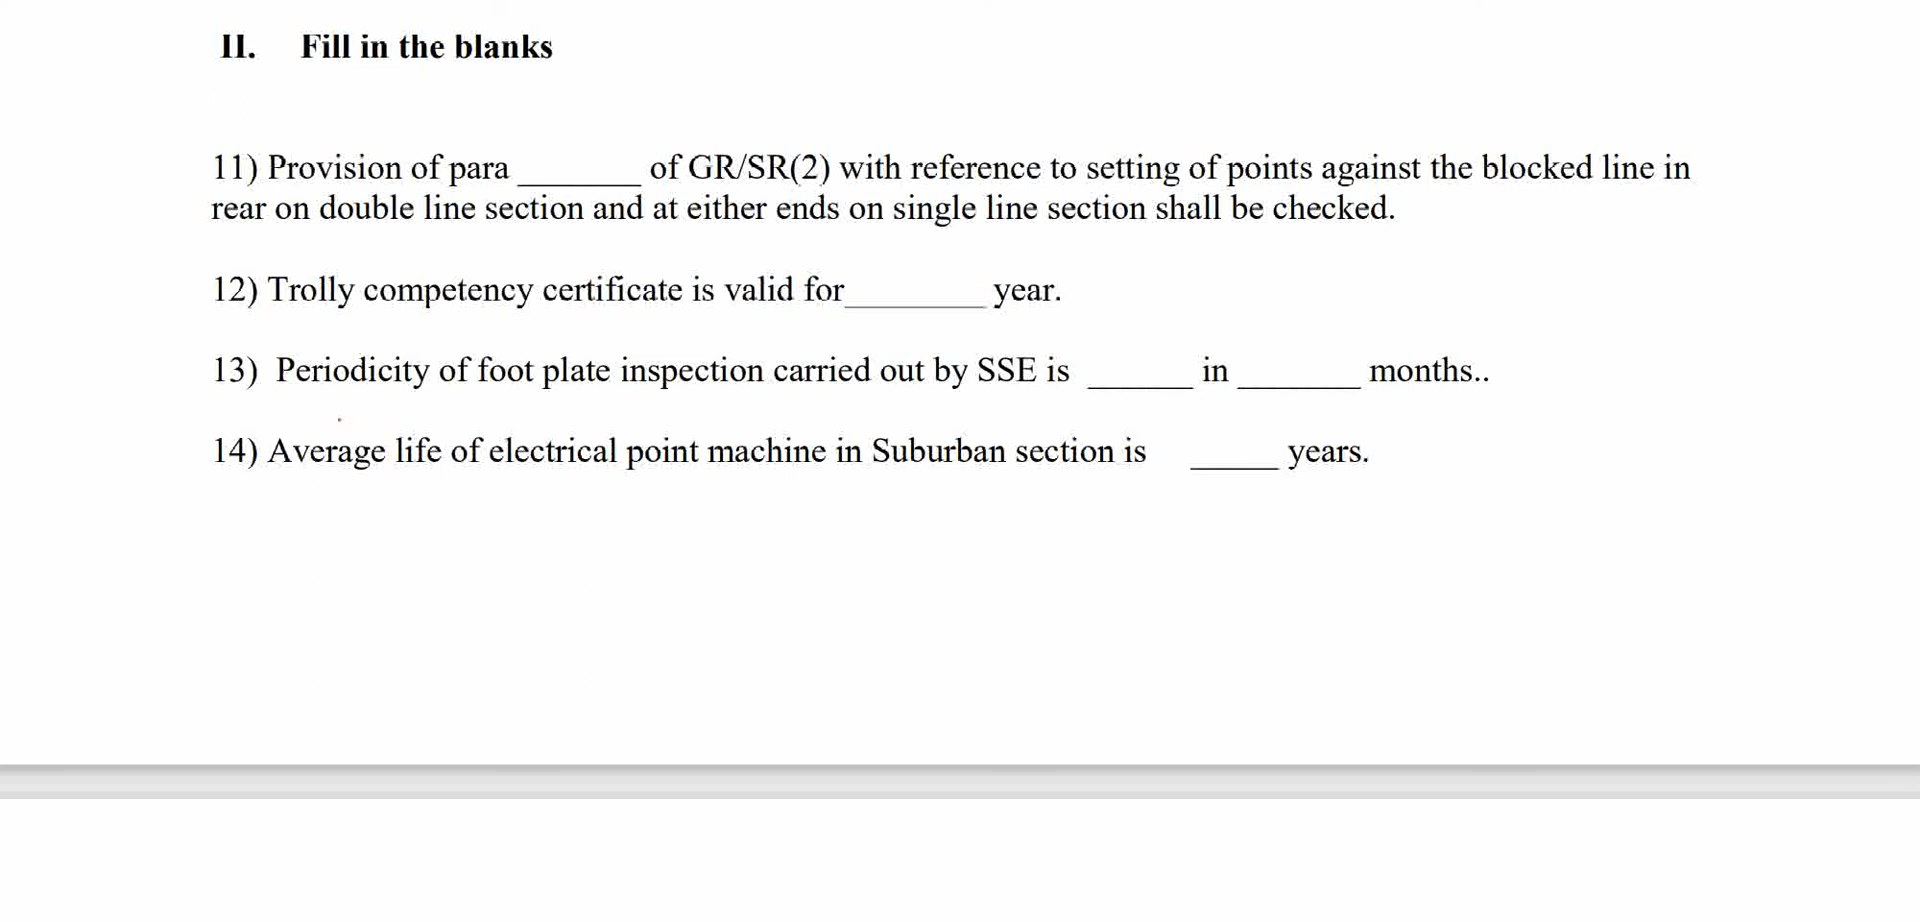 II. Fill in the blanks
11) Provision of para _______ of GR/SR(2) with reference to setting of points against the blocked line in
rear on double line section and at either ends on single line section shall be checked.
12) Trolly competency certificate is valid for________ year.
13) Periodicity of foot plate inspection carried out by SSE is ______ in _______ months..
14) Average life of electrical point machine in Suburban section is _____ years.